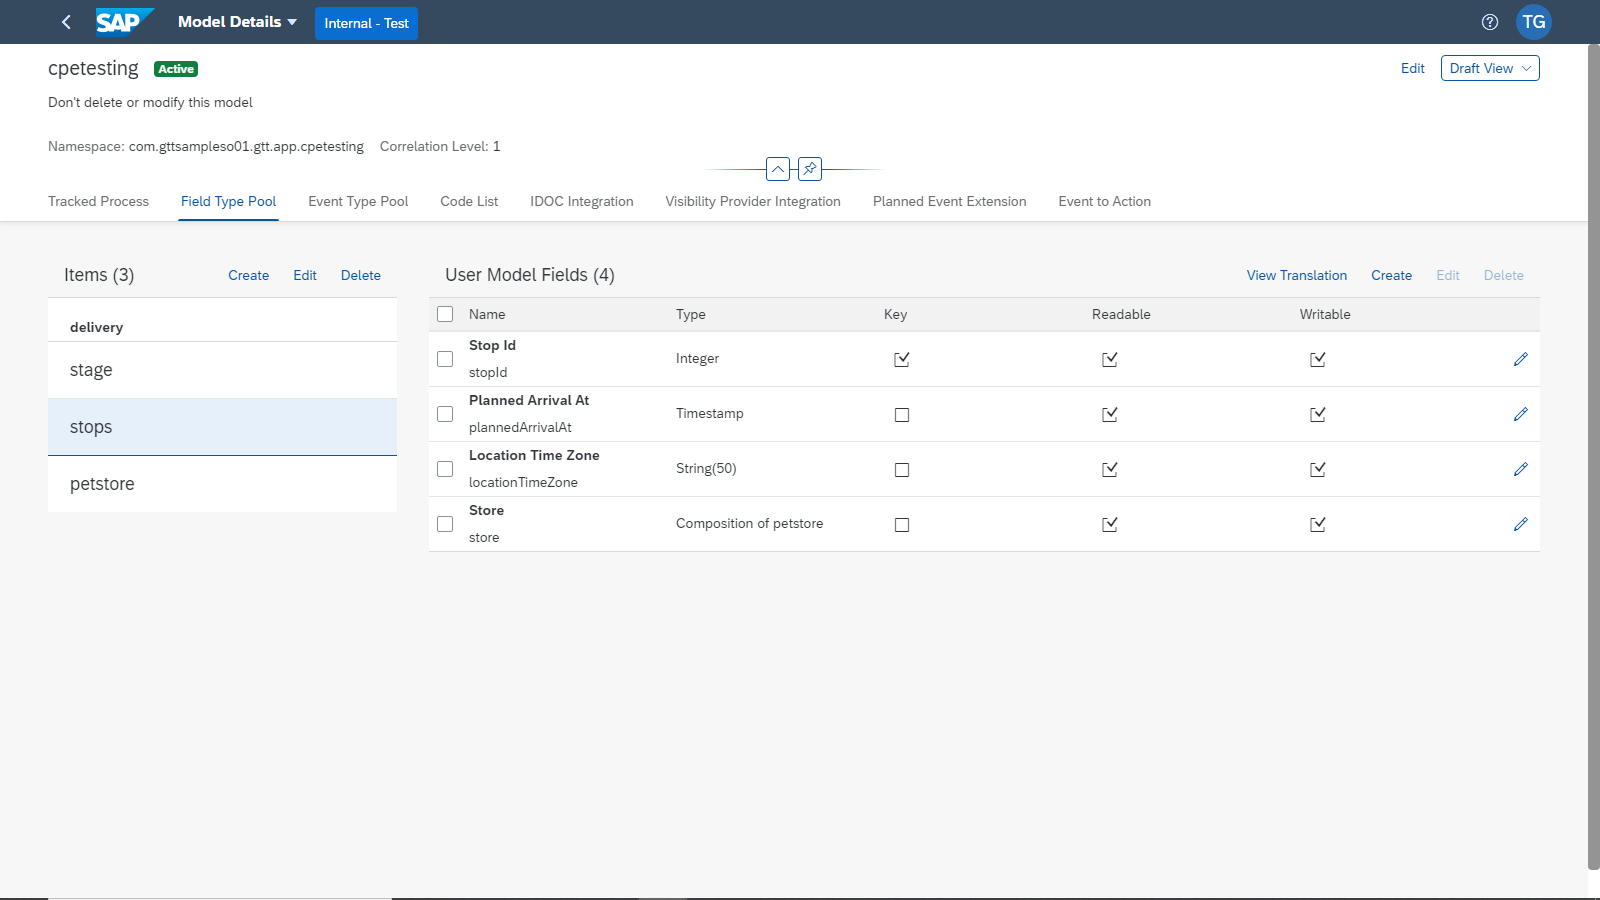 SAP Model Details Internal - Test TG
cpetesting Active Edit Draft View
Don't delete or modify this model
Namespace: com.gttsampleso01.gtt.app.cpetesting Correlation Level: 1
Tracked Process Field Type Pool Event Type Pool Code List IDOC Integration Visibility Provider Integration Planned Event Extension Event to Action
Items (3) Create Edit Delete
delivery
stage
stops
petstore
User Model Fields (4) View Translation Create Edit Delete
Name Type Key Readable Writable
Stop Id
stopId
Integer
Planned Arrival At
plannedArrivalAt
Timestamp
Location Time Zone
locationTimeZone
String(50)
Store
store
Composition of petstore